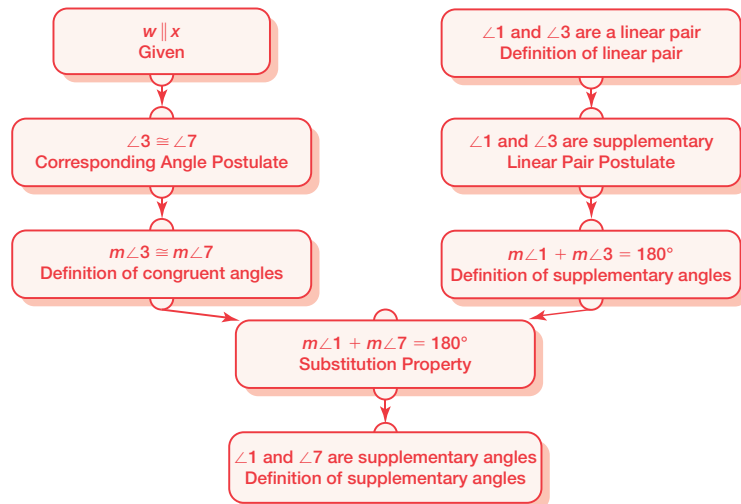 w ∥ x
Given
∠1 and ∠3 are a linear pair
Definition of linear pair
∠3 ≅ ∠7
Corresponding Angle Postulate
∠1 and ∠3 are supplementary
Linear Pair Postulate
m∠3 ≅ m∠7
Definition of congruent angles
m∠1 + m∠3 = 180°
Definition of supplementary angles
m∠1 + m∠7 = 180°
Substitution Property
∠1 and ∠7 are supplementary angles
Definition of supplementary angles